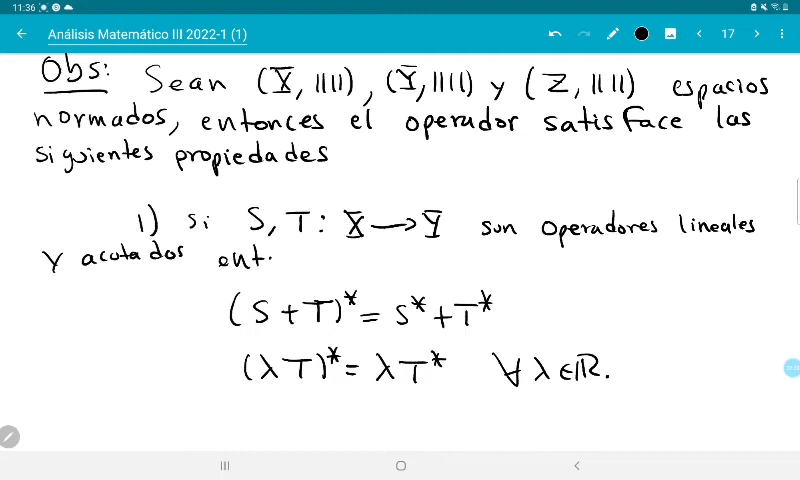 11:36
Análisis Matemático III 2022-1 (1)
17
Obs: Sean (X, ||||), (Y, ||||) y (Z, ||||) espacios
normados, entonces el operador satisface las
siguientes propiedades
1) si S, T: X → Y son operadores lineales
y acotados ent.
(S + T)* = S* + T*
(λT)* = λT* ∀ λ ∈ ℝ.